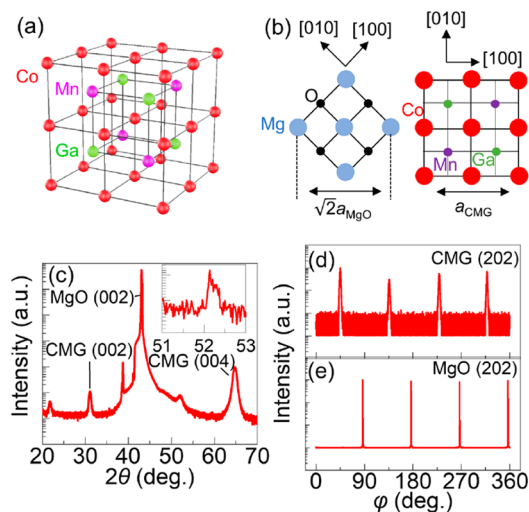 (a)
Co
Mn
Ga
(b)
[010]
[100]
O
Mg
√2aMgO
[010]
[100]
Co
Mn
Ga
aCMG
(c)
MgO (002)
CMG (002)
CMG (004)
51 52 53
Intensity (a.u.)
20 30 40 50 60 70
2θ (deg.)
(d)
CMG (202)
(e)
MgO (202)
Intensity (a.u.)
0 90 180 270 360
φ (deg.)